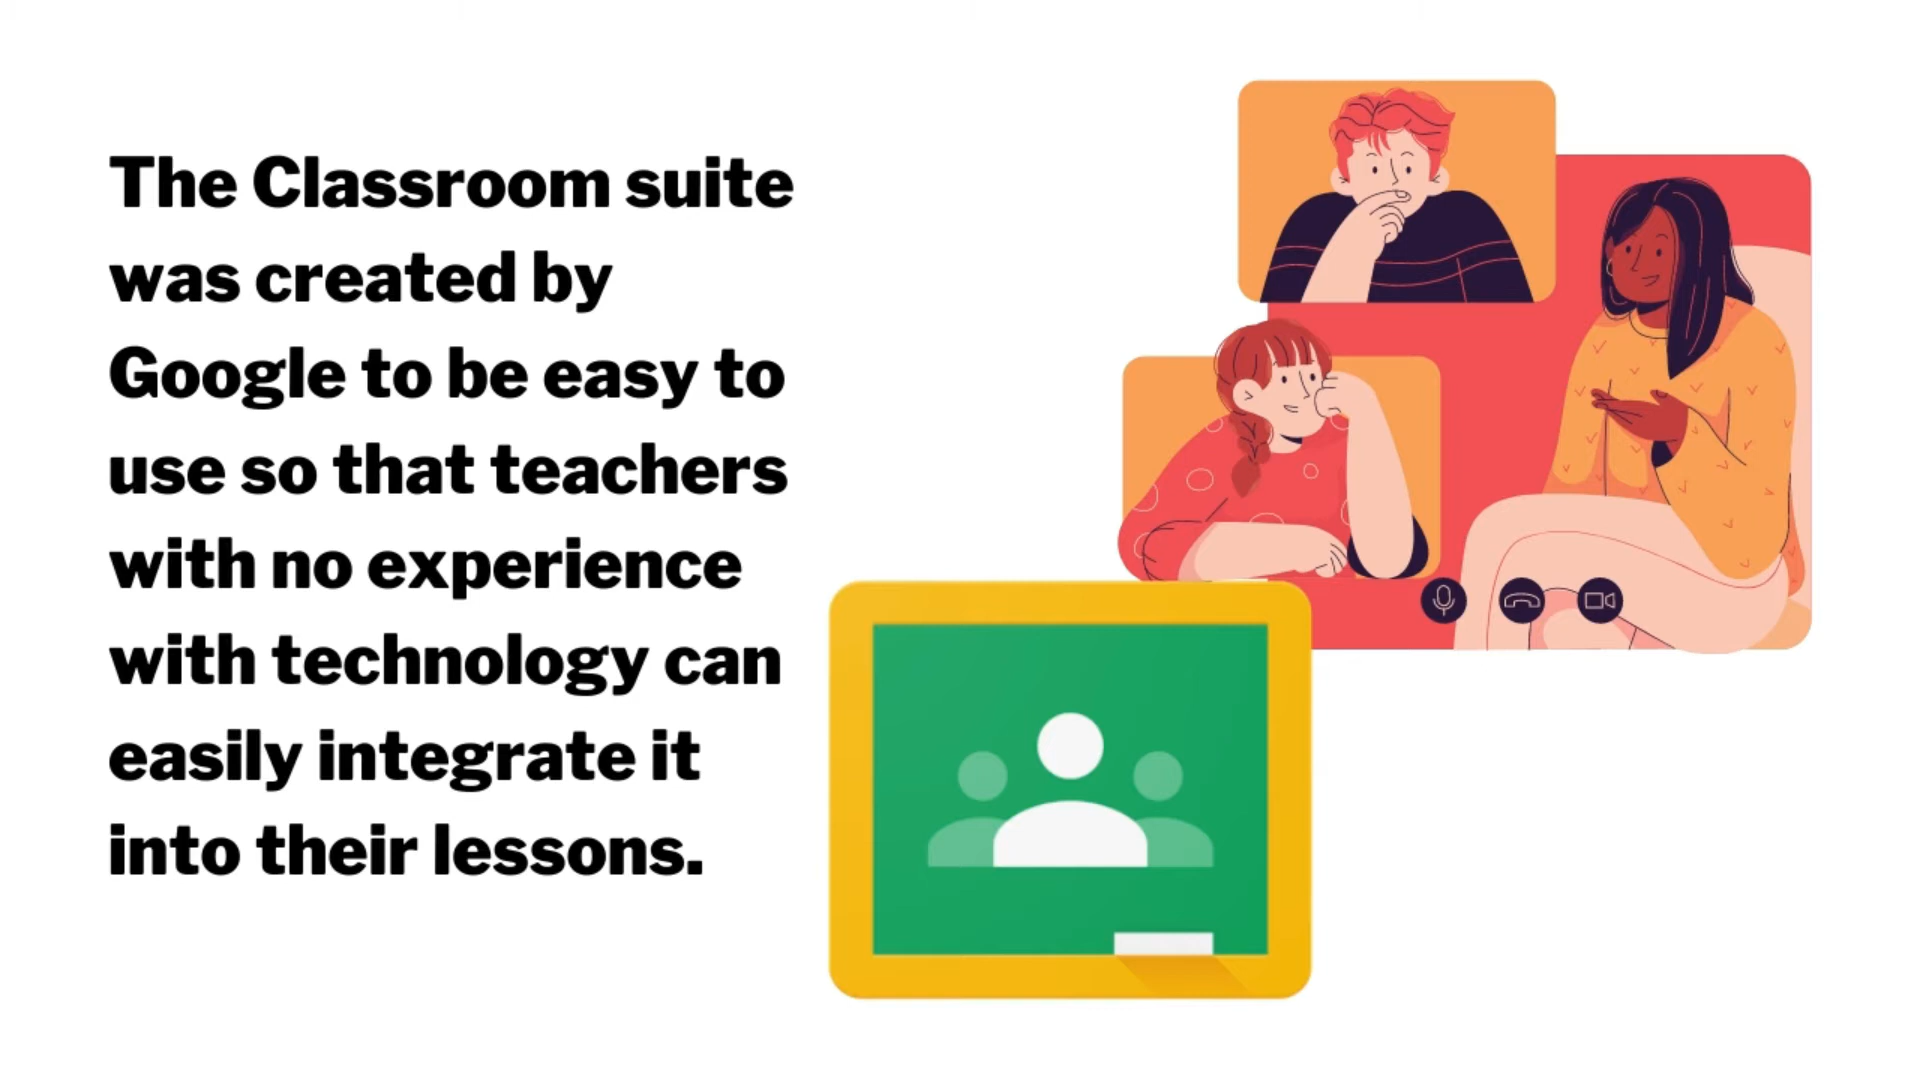 The Classroom suite
was created by
Google to be easy to
use so that teachers
with no experience
with technology can
easily integrate it
into their lessons.